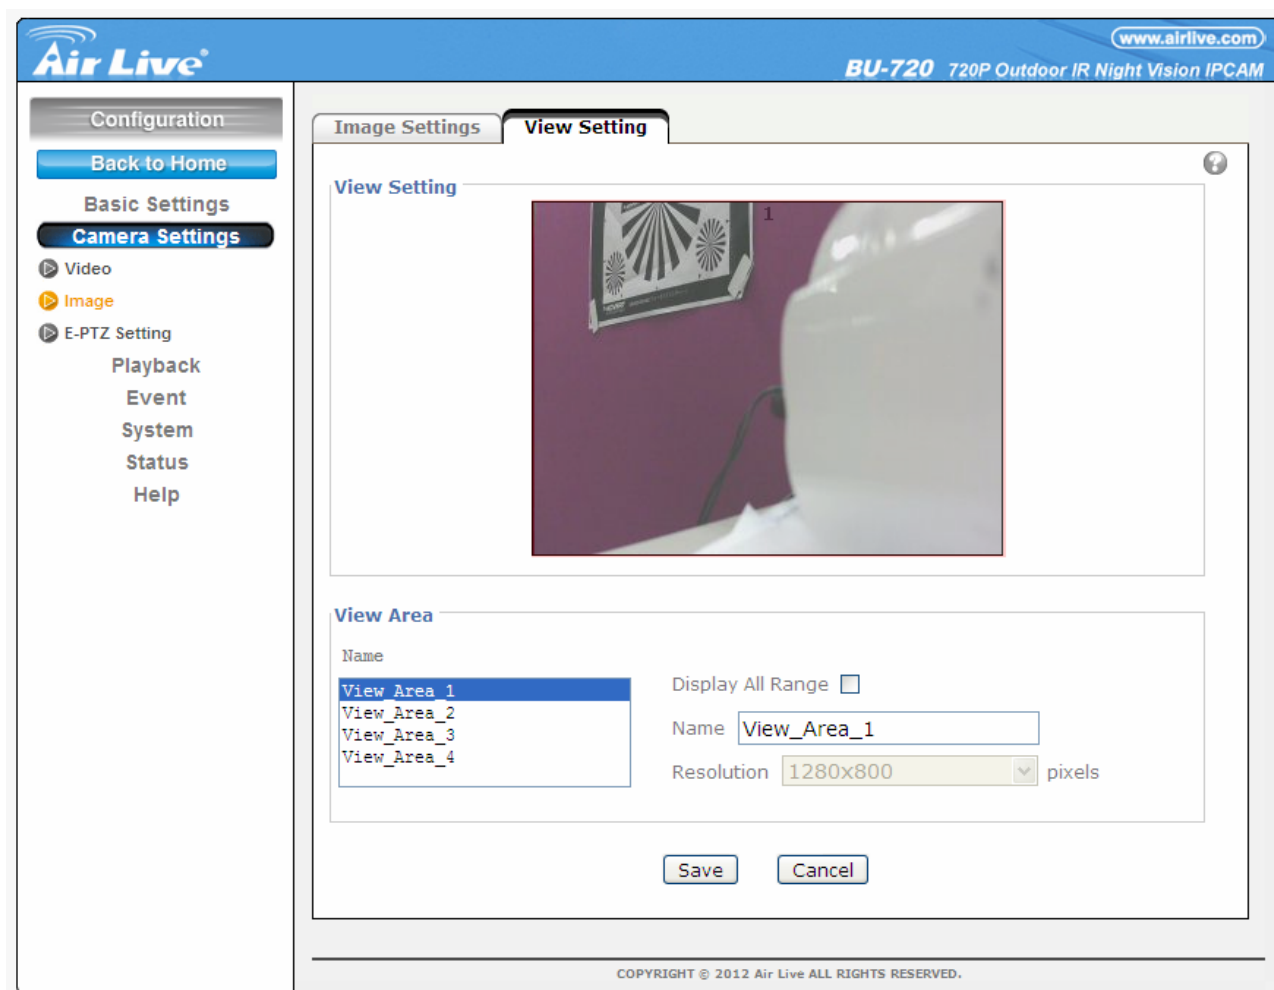 Air Live®
www.airlive.com
BU-720 720P Outdoor IR Night Vision IPCAM
Configuration
Back to Home
Basic Settings
Camera Settings
Video
Image
E-PTZ Setting
Playback
Event
System
Status
Help
Image Settings
View Setting
View Setting
1
View Area
Name
View_Area_1
View_Area_2
View_Area_3
View_Area_4
Display All Range
Name View_Area_1
Resolution 1280x800 pixels
Save
Cancel
COPYRIGHT © 2012 Air Live ALL RIGHTS RESERVED.